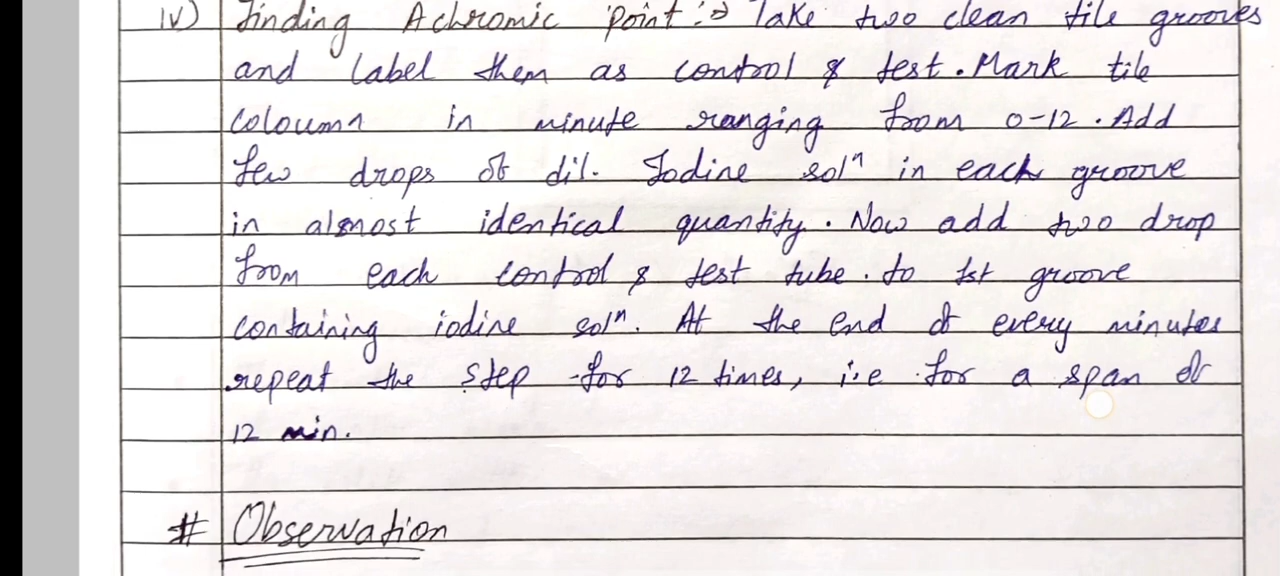 iv) Finding Achromic point :→ Take two clean tile grooves
and label them as control & test. Mark tile
coloumn in minute ranging from 0-12. Add
few drops of dil. Iodine solⁿ in each groove
in almost identical quantity. Now add two drop
from each control & test tube. to 1st groove
containing iodine solⁿ. At the end of every minutes
repeat the step for 12 times, i.e for a span of
12 min.
# Observation